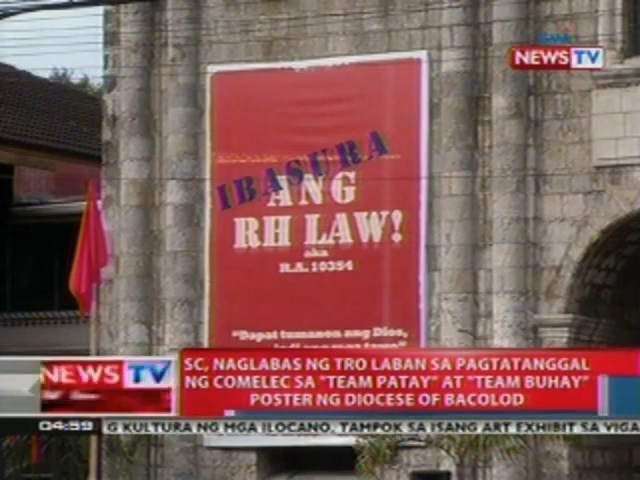 NEWS TV
IBASURA
ANG
RH LAW!
aka
R.A. 10354
"Dapat tumanon ang Dios,
NEWS TV
SC, NAGLABAS NG TRO LABAN SA PAGTATANGGAL
NG COMELEC SA "TEAM PATAY" AT "TEAM BUHAY"
POSTER NG DIOCESE OF BACOLOD
04:59
G KULTURA NG MGA ILOCANO, TAMPOK SA ISANG ART EXHIBIT SA VIGA